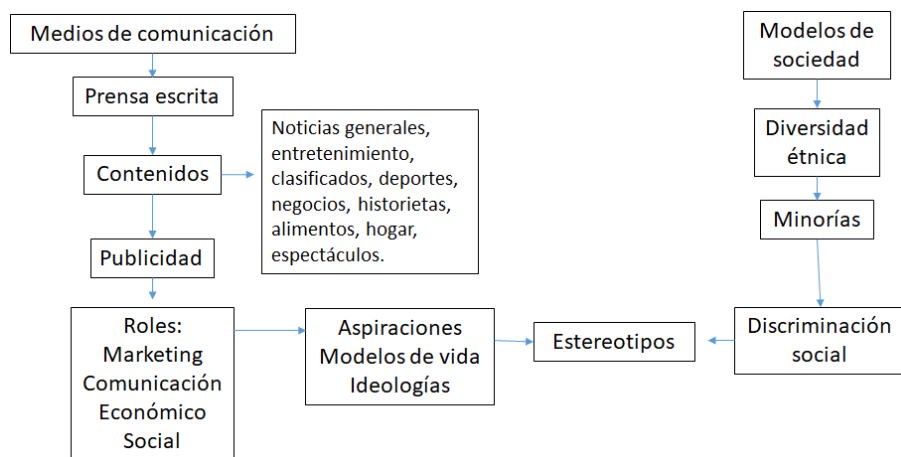 Medios de comunicación
Prensa escrita
Contenidos
Noticias generales,
entretenimiento,
clasificados, deportes,
negocios, historietas,
alimentos, hogar,
espectáculos.
Publicidad
Roles:
Marketing
Comunicación
Económico
Social
Aspiraciones
Modelos de vida
Ideologías
Estereotipos
Modelos de
sociedad
Diversidad
étnica
Minorías
Discriminación
social